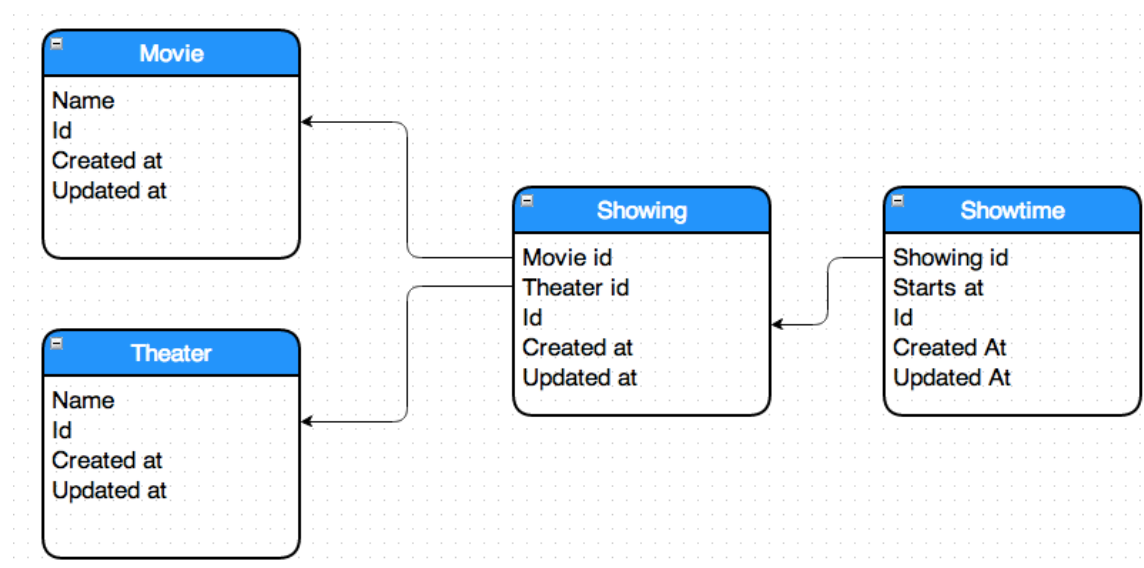 Movie
Name
Id
Created at
Updated at
Theater
Name
Id
Created at
Updated at
Showing
Movie id
Theater id
Id
Created at
Updated at
Showtime
Showing id
Starts at
Id
Created At
Updated At